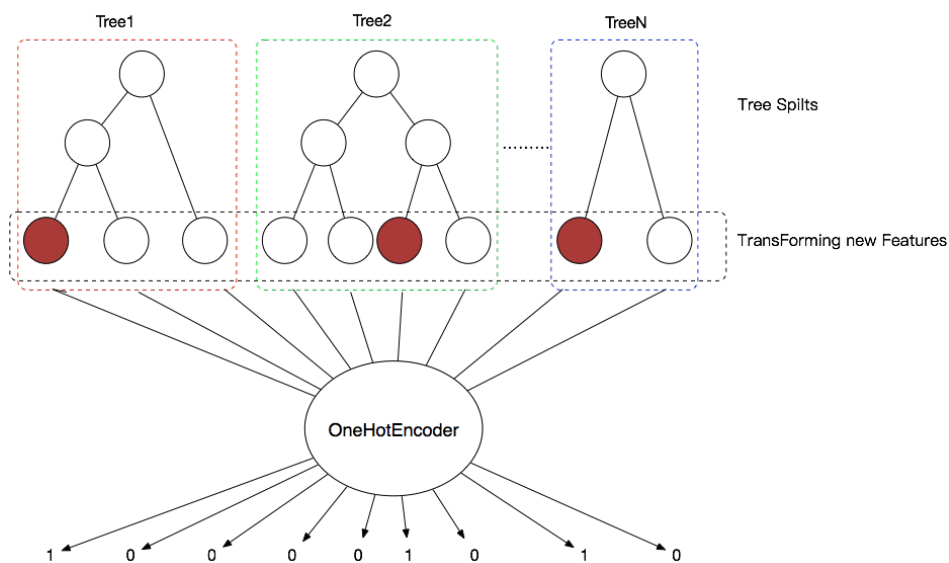 Tree1
Tree2
TreeN
Tree Spilts
TransForming new Features
OneHotEncoder
1 0 0 0 0 1 0 1 0